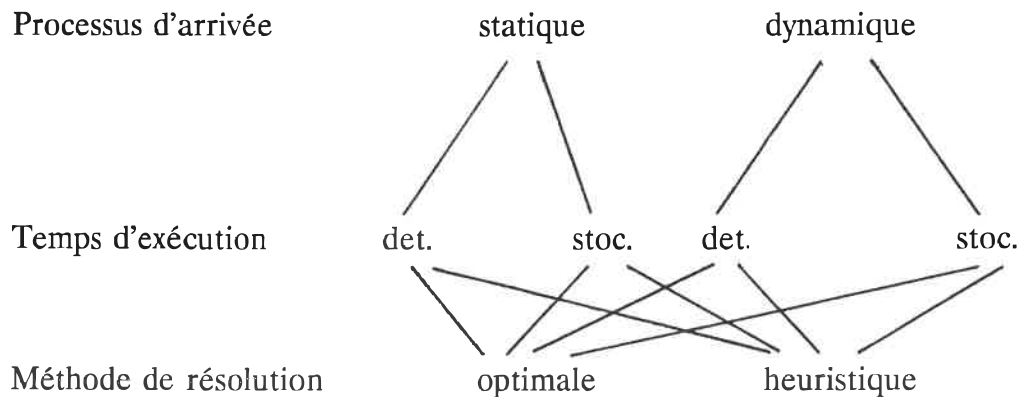 Processus d'arrivée statique dynamique
Temps d'exécution det. stoc. det. stoc.
Méthode de résolution optimale heuristique